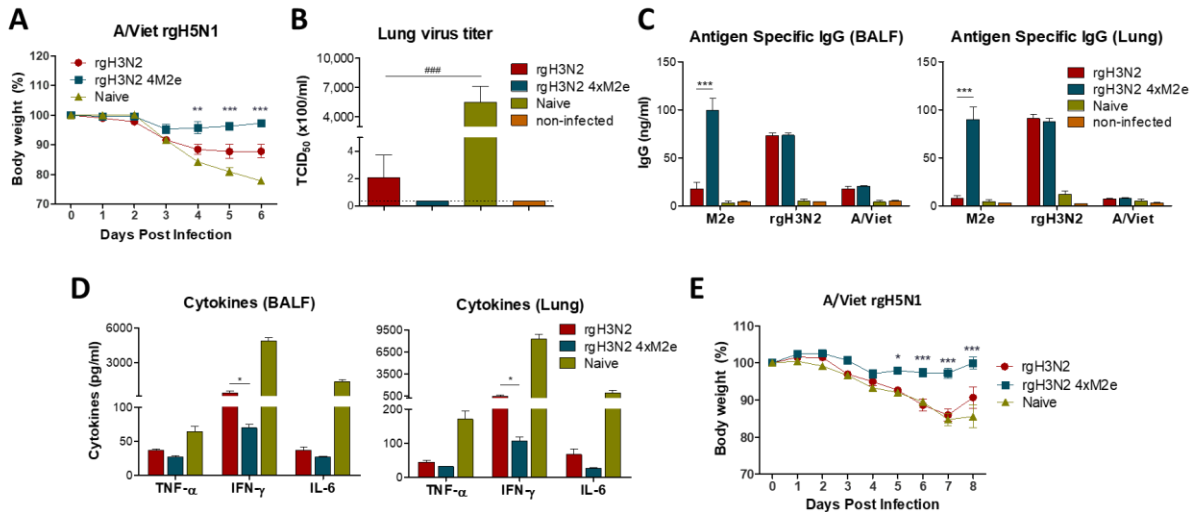 A
A/Viet rgH5N1
Body weight (%)
120
110
100
90
80
70
rgH3N2
rgH3N2 4M2e
Naive
** *** ***
0 1 2 3 4 5 6
Days Post Infection
B
Lung virus titer
TCID50 (x100/ml)
10,000
7,000
4,000
4
2
0
###
rgH3N2
rgH3N2 4xM2e
Naive
non-infected
C
Antigen Specific IgG (BALF)
IgG (ng/ml)
150
100
50
0
***
M2e rgH3N2 A/Viet
Antigen Specific IgG (Lung)
150
100
50
0
***
M2e rgH3N2 A/Viet
rgH3N2
rgH3N2 4xM2e
Naive
non-infected
D
Cytokines (BALF)
Cytokines (pg/ml)
6000
3000
100
50
0
*
TNF-α IFN-γ IL-6
Cytokines (Lung)
9500
6500
3500
500
200
100
0
*
TNF-α IFN-γ IL-6
rgH3N2
rgH3N2 4xM2e
Naive
E
A/Viet rgH5N1
Body weight (%)
110
100
90
80
70
* *** *** ***
0 1 2 3 4 5 6 7 8
Days Post Infection
rgH3N2
rgH3N2 4xM2e
Naive